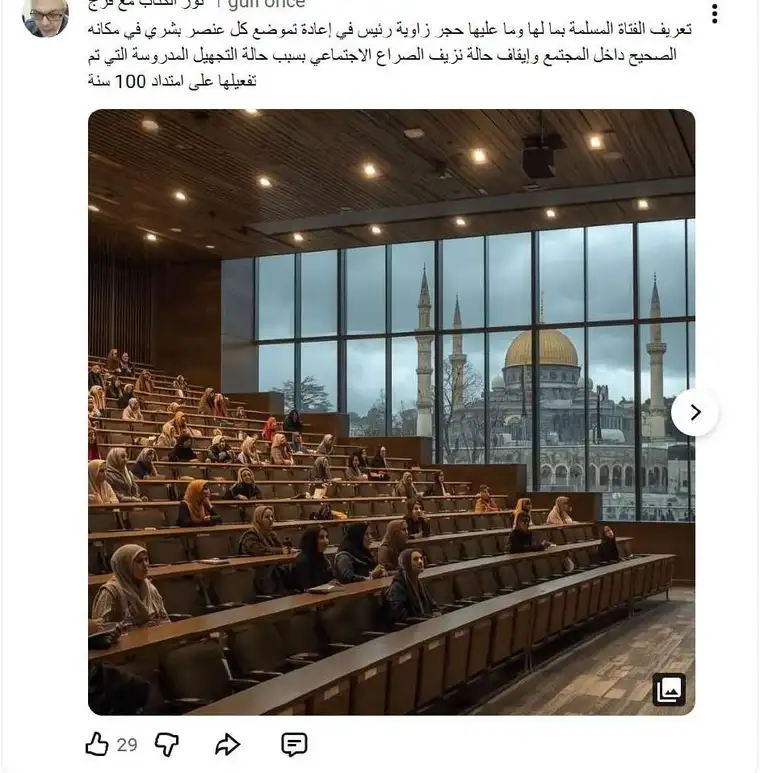 تعريف الفتاة المسلمة بما لها وما عليها حجر زاوية رئيس في إعادة تموضع كل عنصر بشري في مكانه
الصحيح داخل المجتمع وإيقاف حالة نزيف الصراع الاجتماعي بسبب حالة التجهيل المدروسة التي تم
تفعيلها على امتداد 100 سنة
29